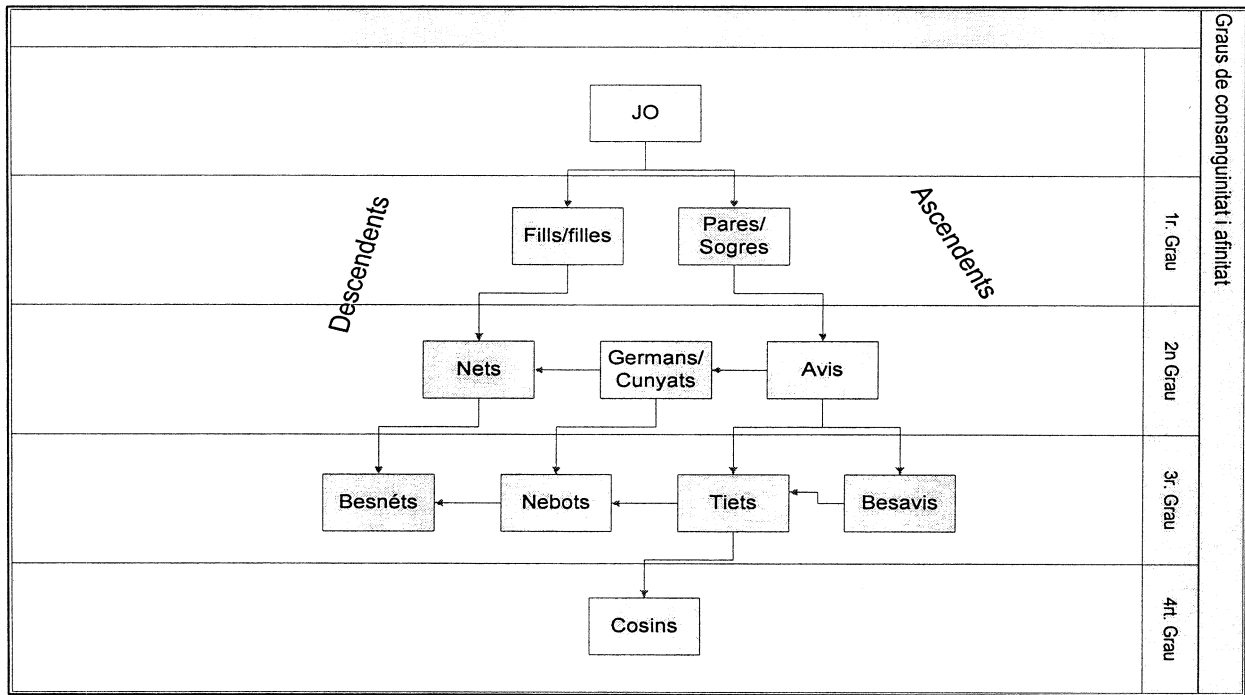 Graus de consanguinitat i afinitat
JO
1r. Grau
Descendents
Ascendents
Fills/filles
Pares/
Sogres
2n Grau
Nets
Germans/
Cunyats
Avis
3r. Grau
Besnéts
Nebots
Tiets
Besavis
4rt. Grau
Cosins